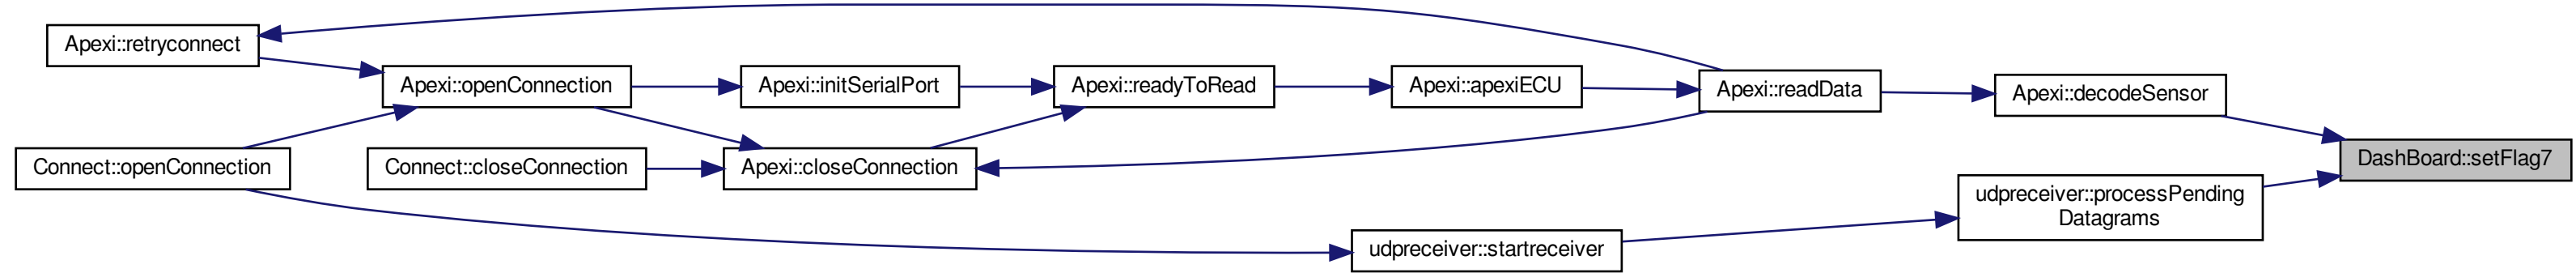 Apexi::retryconnect
Apexi::openConnection
Apexi::initSerialPort
Apexi::readyToRead
Apexi::apexiECU
Apexi::readData
Apexi::decodeSensor
DashBoard::setFlag7
Connect::openConnection
Connect::closeConnection
Apexi::closeConnection
udpreceiver::processPending
Datagrams
udpreceiver::startreceiver